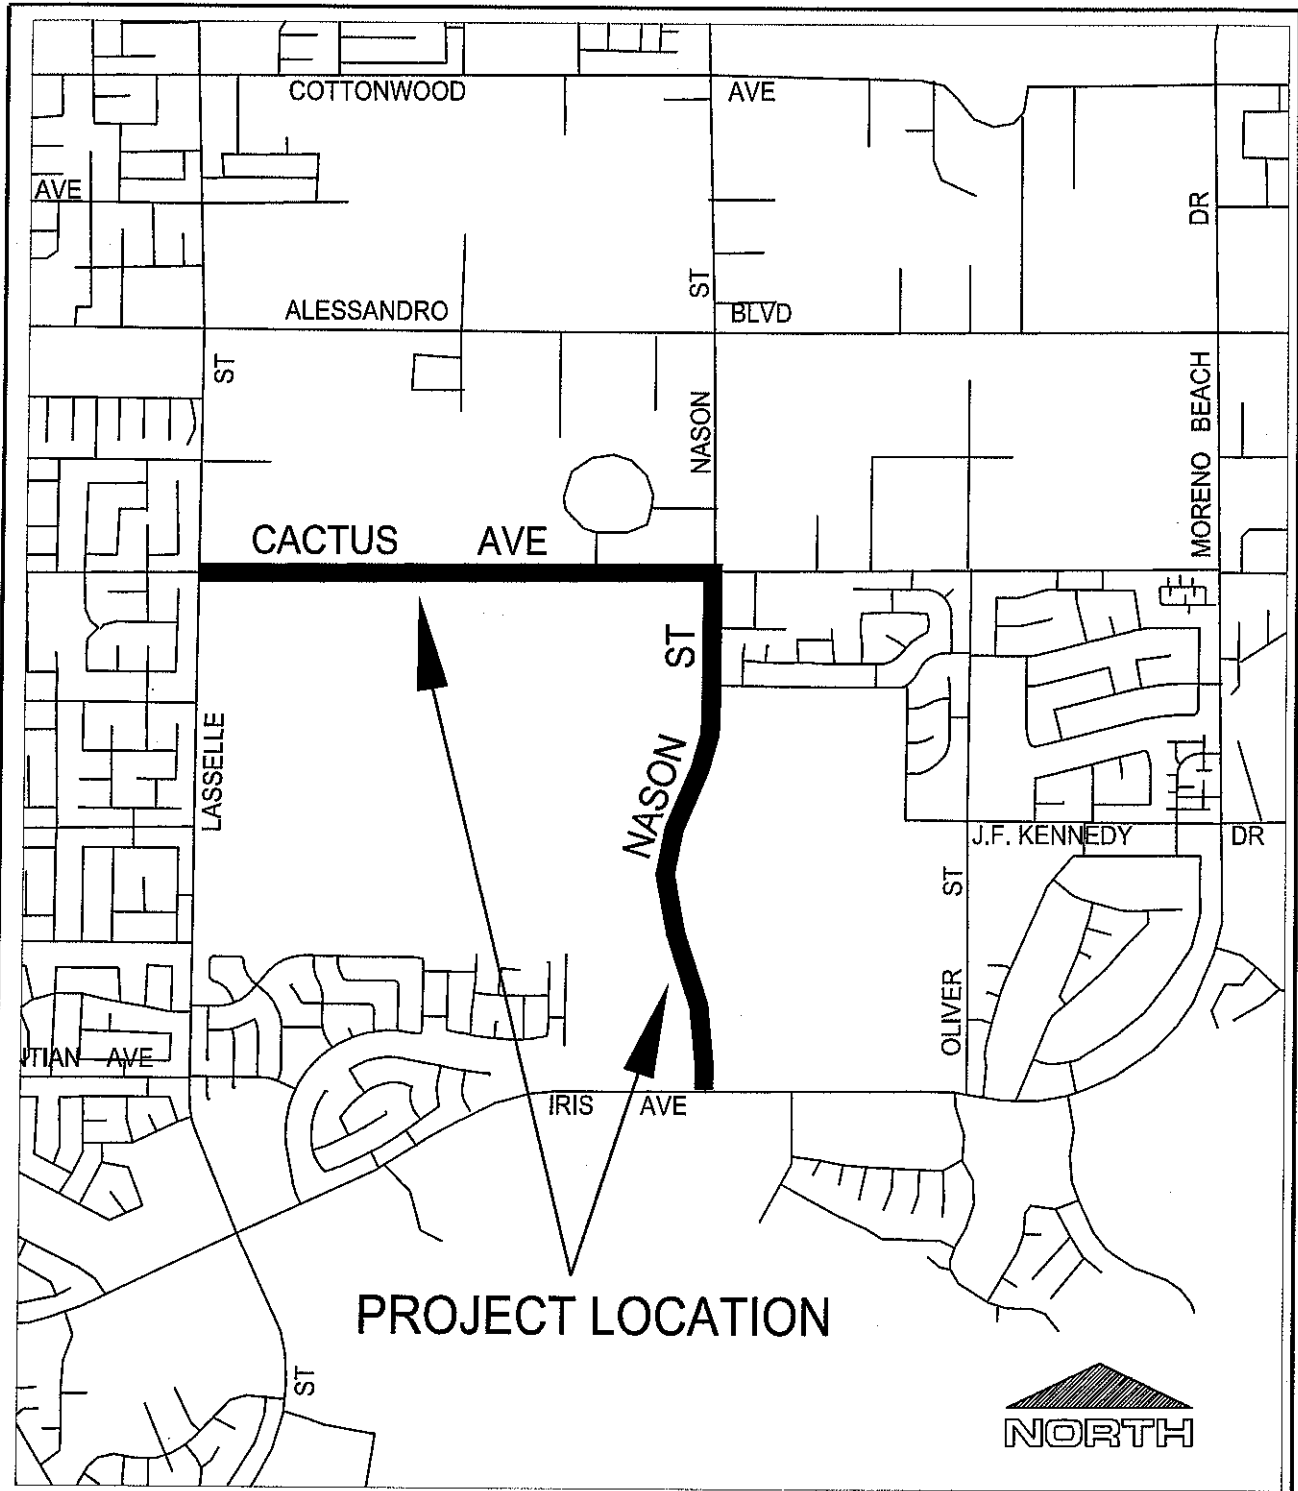 COTTONWOOD AVE
AVE
DR
ST
ALESSANDRO BLVD
ST
NASON
MORENO BEACH
CACTUS AVE
ST
NASON
LASSELLE
J.F. KENNEDY DR
ST
OLIVER
NTIAN AVE
IRIS AVE
PROJECT LOCATION
ST
NORTH